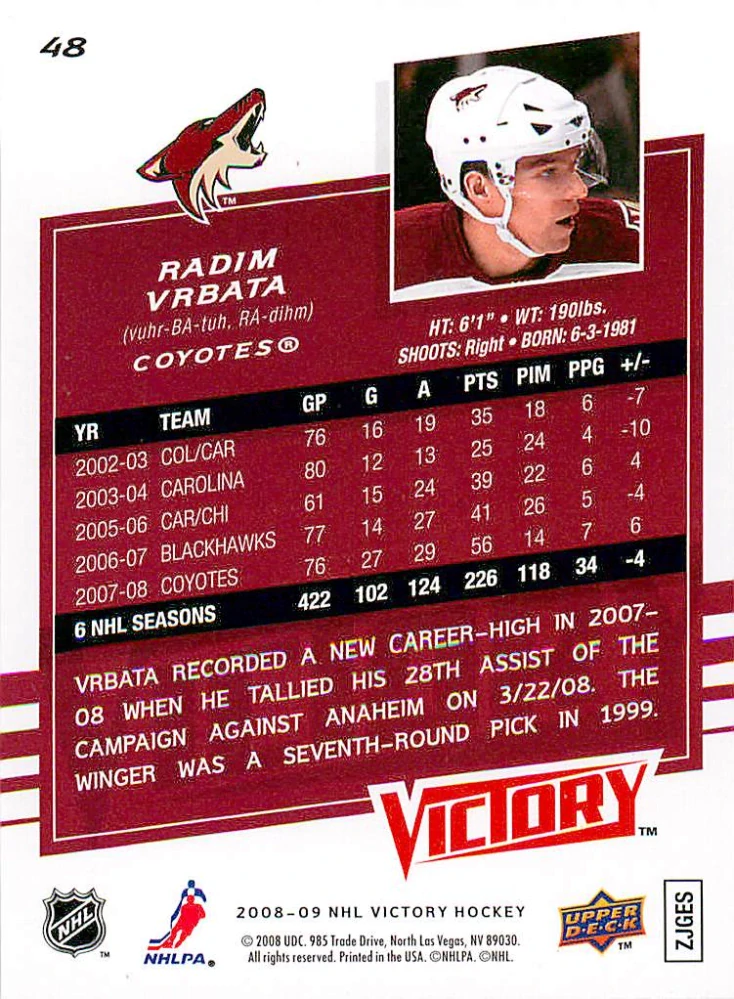 48
TM
RADIM
VRBATA
(vuhr-BA-tuh, RA-dihm)
COYOTES®
HT: 6'1" • WT: 190lbs.
SHOOTS: Right • BORN: 6-3-1981
YR TEAM GP G A PTS PIM PPG +/-
2002-03 COL/CAR 76 16 19 35 18 6 -7
2003-04 CAROLINA 80 12 13 25 24 4 -10
2005-06 CAR/CHI 61 15 24 39 22 6 4
2006-07 BLACKHAWKS 77 14 27 41 26 5 -4
2007-08 COYOTES 76 27 29 56 14 7 6
6 NHL SEASONS 422 102 124 226 118 34 -4
VRBATA RECORDED A NEW CAREER-HIGH IN 2007-
08 WHEN HE TALLIED HIS 28TH ASSIST OF THE
CAMPAIGN AGAINST ANAHEIM ON 3/22/08. THE
WINGER WAS A SEVENTH-ROUND PICK IN 1999.
VICTORY TM
NHL TM
NHLPA®
2008-09 NHL VICTORY HOCKEY
© 2008 UDC. 985 Trade Drive, North Las Vegas, NV 89030.
All rights reserved. Printed in the USA. ©NHLPA. ©NHL.
UPPER
D·E·C·K
TM
ZJGES